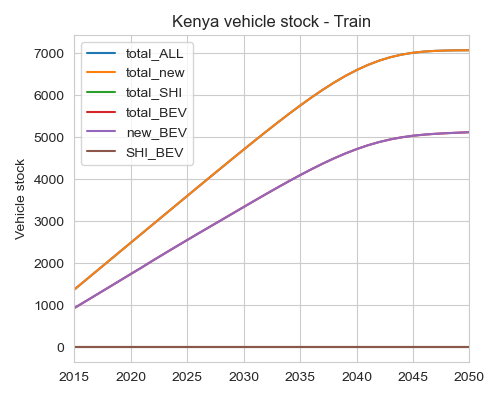 Kenya vehicle stock - Train
7000
6000
5000
4000
3000
2000
1000
0
Vehicle stock
total_ALL
total_new
total_SHI
total_BEV
new_BEV
SHI_BEV
2015 2020 2025 2030 2035 2040 2045 2050